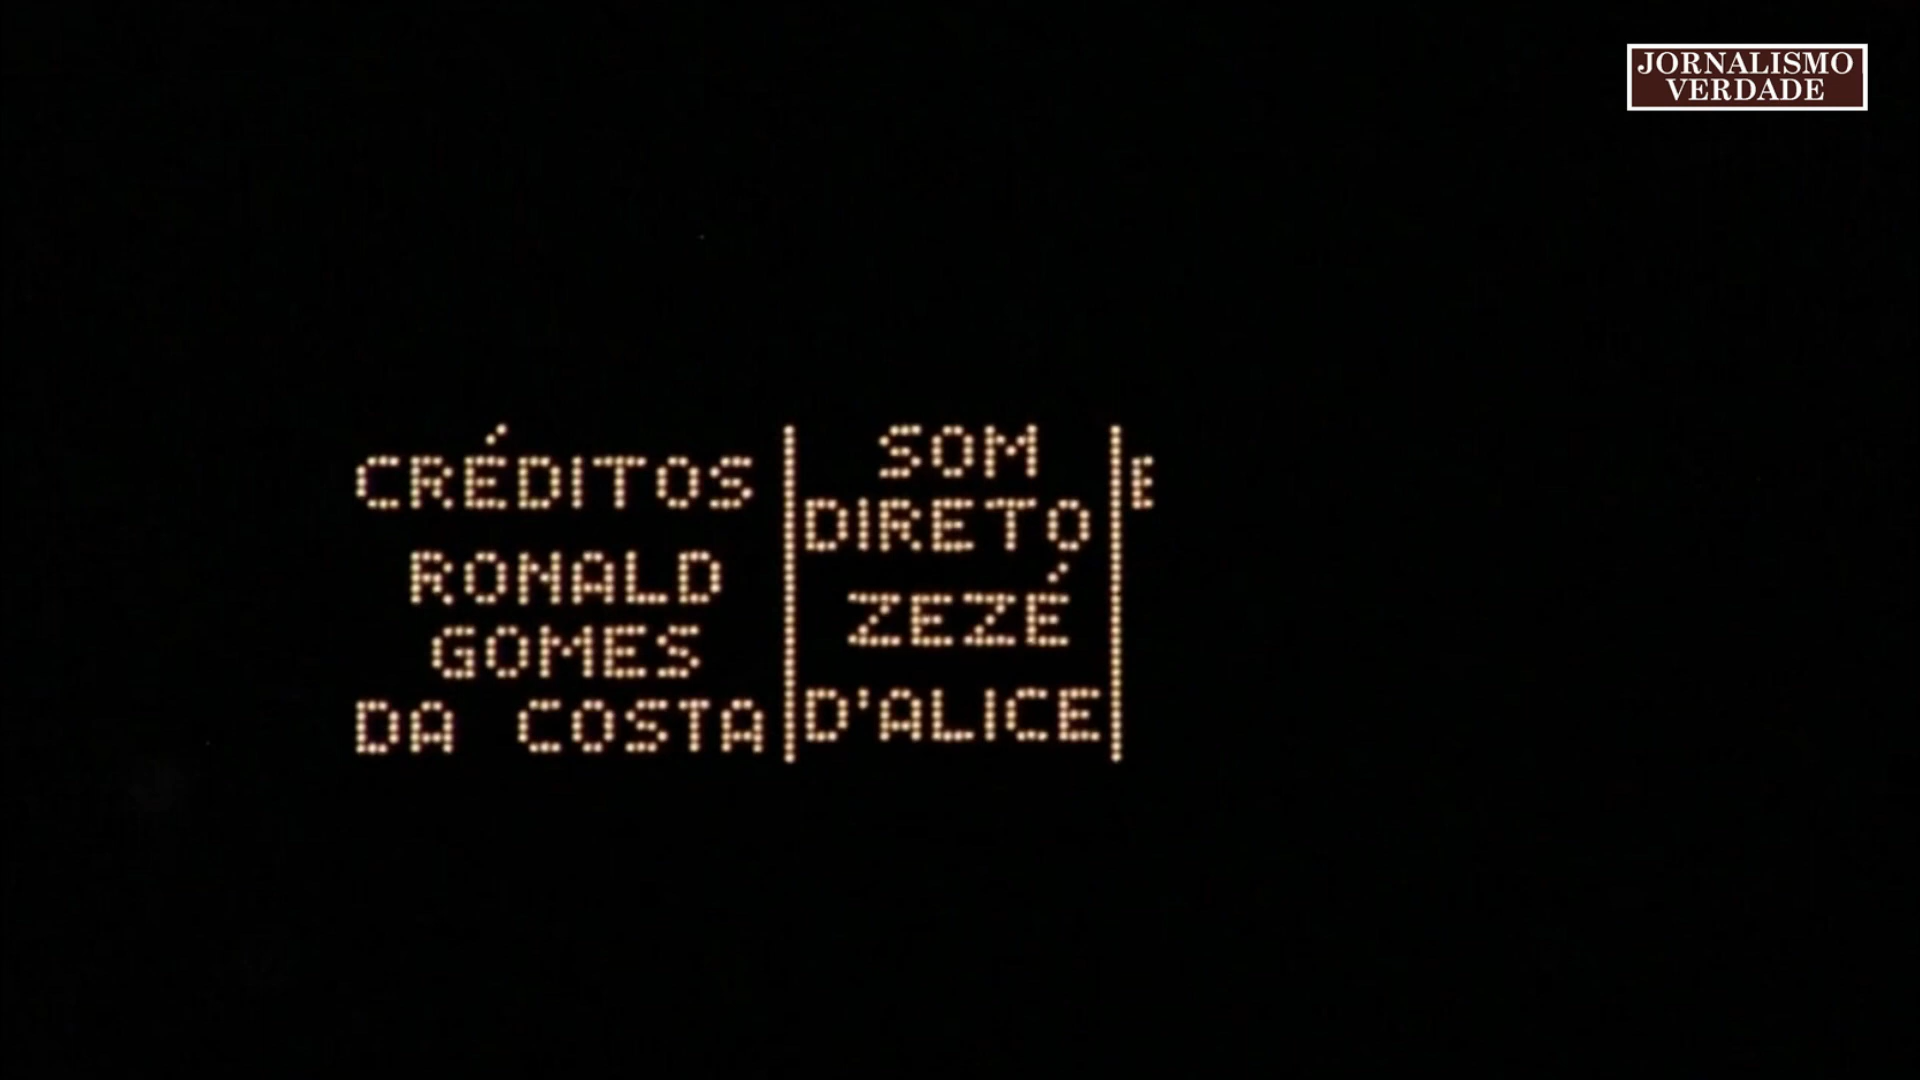 JORNALISMO
VERDADE
CRÉDITOS
RONALD
GOMES
DA COSTA
SOM
DIRETO
ZEZÉ
D'ALICE
E